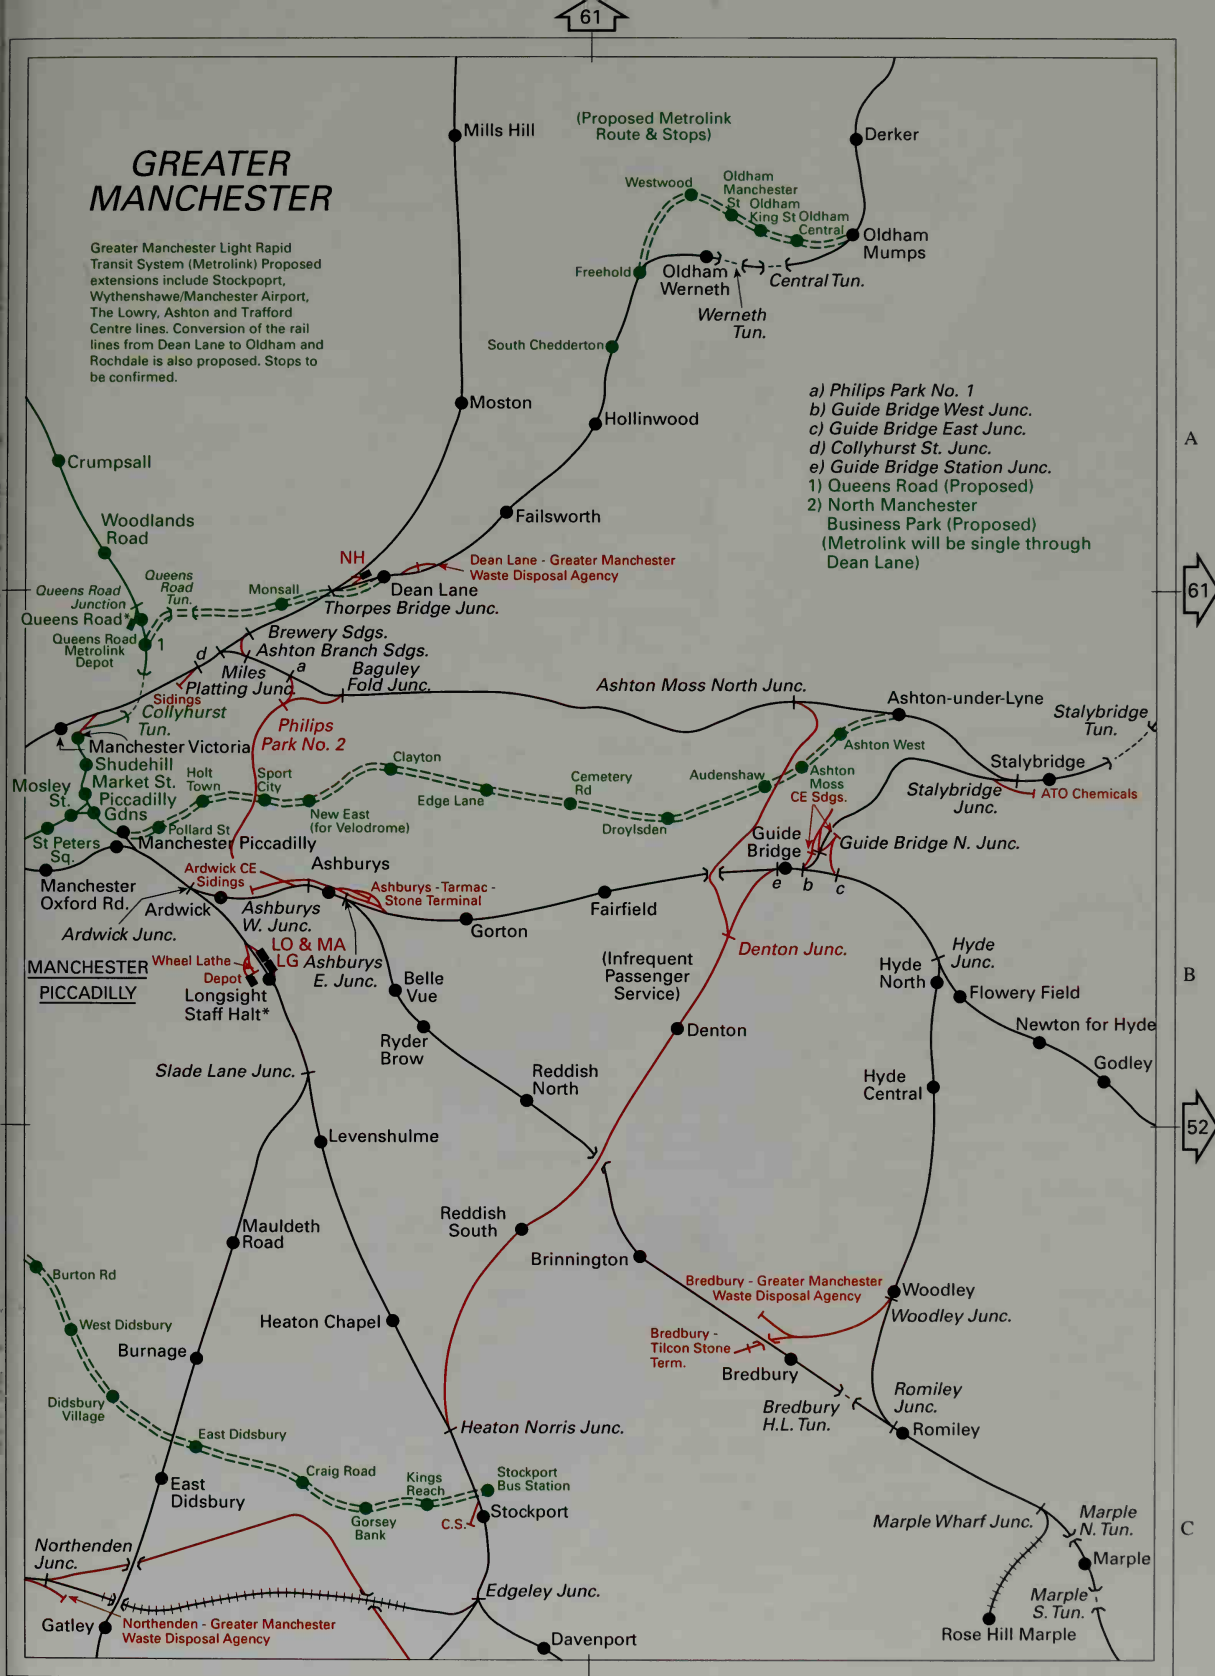 61
GREATER
MANCHESTER
Greater Manchester Light Rapid
Transit System (Metrolink) Proposed
extensions include Stockpoprt,
Wythenshawe/Manchester Airport,
The Lowry, Ashton and Trafford
Centre lines. Conversion of the rail
lines from Dean Lane to Oldham and
Rochdale is also proposed. Stops to
be confirmed.
Mills Hill
(Proposed Metrolink
Route & Stops)
Derker
Westwood
Oldham
Manchester
St
Oldham
King St
Oldham
Central
Oldham
Mumps
Freehold
Oldham
Werneth
Central Tun.
Werneth
Tun.
South Chedderton
Moston
Hollinwood
a) Philips Park No. 1
b) Guide Bridge West Junc.
c) Guide Bridge East Junc.
d) Collyhurst St. Junc.
e) Guide Bridge Station Junc.
1) Queens Road (Proposed)
2) North Manchester
Business Park (Proposed)
(Metrolink will be single through
Dean Lane)
A
Crumpsall
Woodlands
Road
Failsworth
NH
Dean Lane - Greater Manchester
Waste Disposal Agency
Dean Lane
Thorpes Bridge Junc.
Queens
Road
Tun.
Monsall
Queens Road
Junction
Queens Road*
Queens Road
Metrolink
Depot
1
61
Brewery Sdgs.
Ashton Branch Sdgs.
d
a
Miles
Platting Junc.
Baguley
Fold Junc.
Sidings
Ashton Moss North Junc.
Ashton-under-Lyne
Stalybridge
Tun.
Collyhurst
Tun.
Philips
Park No. 2
Manchester Victoria
Shudehill
Market St.
Mosley
St.
Piccadilly
Gdns
Holt
Town
Sport
City
Clayton
Edge Lane
Cemetery
Rd
Audenshaw
Ashton West
Ashton
Moss
Stalybridge
Stalybridge
Junc.
ATO Chemicals
CE Sdgs.
New East
(for Velodrome)
Droylsden
Pollard St
St Peters
Sq.
Manchester Piccadilly
Guide
Bridge
Guide Bridge N. Junc.
e
b
c
Manchester
Oxford Rd.
Ardwick CE
Sidings
Ashburys
Ashburys - Tarmac -
Stone Terminal
Ardwick
Ashburys
W. Junc.
Ardwick Junc.
Gorton
Fairfield
Denton Junc.
MANCHESTER
PICCADILLY
Wheel Lathe
Depot
LO & MA
LG
Ashburys
E. Junc.
Longsight
Staff Halt*
Belle
Vue
(Infrequent
Passenger
Service)
Hyde
Junc.
Hyde
North
Flowery Field
B
Newton for Hyde
Godley
Ryder
Brow
Denton
Slade Lane Junc.
Reddish
North
Hyde
Central
Levenshulme
52
Mauldeth
Road
Reddish
South
Brinnington
Burton Rd
Bredbury - Greater Manchester
Waste Disposal Agency
Woodley
Woodley Junc.
West Didsbury
Heaton Chapel
Burnage
Bredbury -
Tilcon Stone
Term.
Bredbury
Didsbury
Village
Bredbury
H.L. Tun.
Romiley
Junc.
Romiley
East Didsbury
Heaton Norris Junc.
Craig Road
Kings
Reach
Stockport
Bus Station
East
Didsbury
Gorsey
Bank
C.S.
Stockport
Marple Wharf Junc.
Marple
N. Tun.
C
Marple
Northenden
Junc.
Marple
S. Tun.
Edgeley Junc.
Gatley
Northenden - Greater Manchester
Waste Disposal Agency
Davenport
Rose Hill Marple